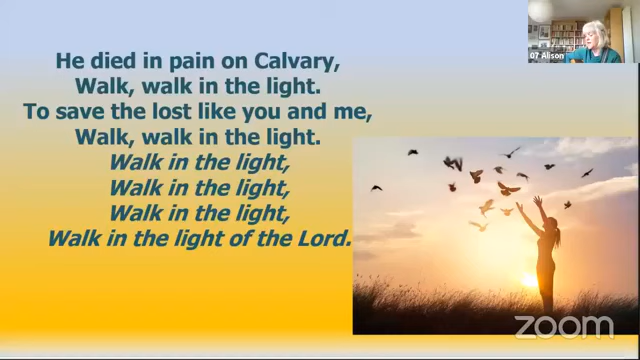 He died in pain on Calvary,
Walk, walk in the light.
To save the lost like you and me,
Walk, walk in the light.
Walk in the light,
Walk in the light,
Walk in the light,
Walk in the light of the Lord.
07 Alison
zoom